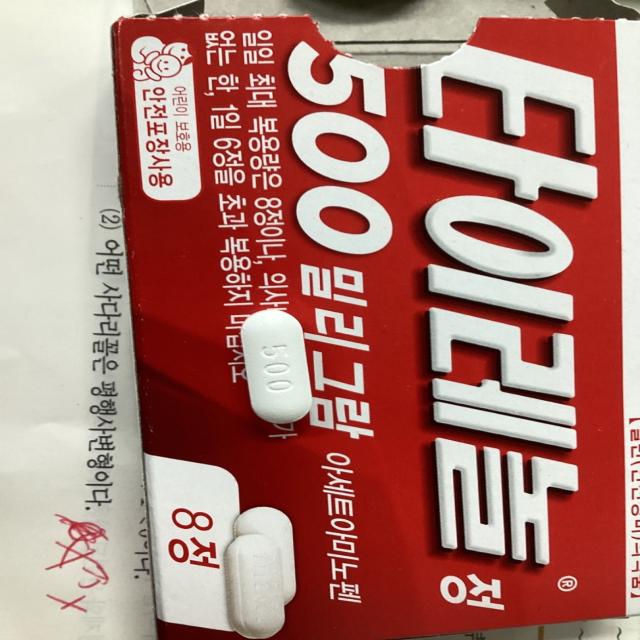 타이레놀정®
500밀리그람 아세트아미노펜
일일 최대 복용량은 8정이나, 의사
없는 한, 1일 6정을 초과 복용하지 마십시오
어린이 보호용
안전포장사용
500
8정
(2) 어떤 사다리꼴은 평행사변형이다.